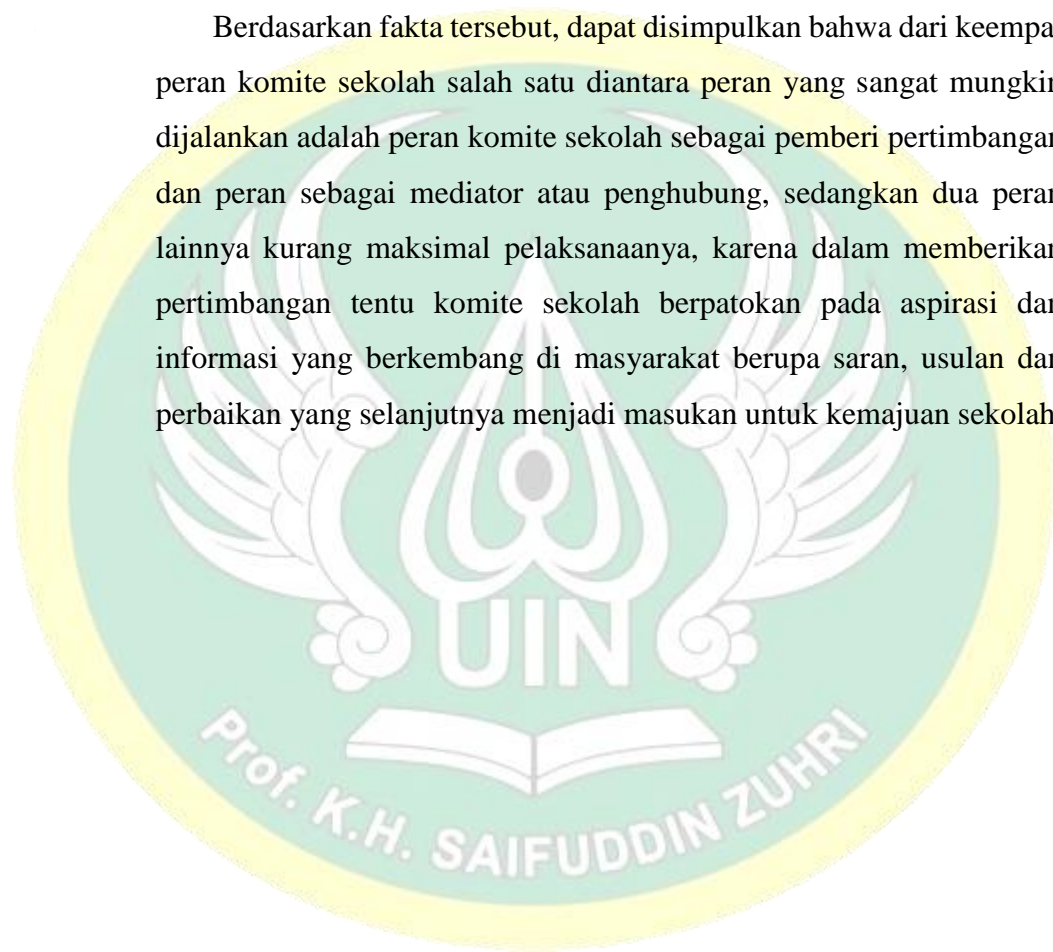 Berdasarkan fakta tersebut, dapat disimpulkan bahwa dari keempa
peran komite sekolah salah satu diantara peran yang sangat mungkin
dijalankan adalah peran komite sekolah sebagai pemberi pertimbangan
dan peran sebagai mediator atau penghubung, sedangkan dua peran
lainnya kurang maksimal pelaksanaanya, karena dalam memberikan
pertimbangan tentu komite sekolah berpatokan pada aspirasi dan
informasi yang berkembang di masyarakat berupa saran, usulan dan
perbaikan yang selanjutnya menjadi masukan untuk kemajuan sekolah
UIN
Prof. K.H. SAIFUDDIN ZUHRI